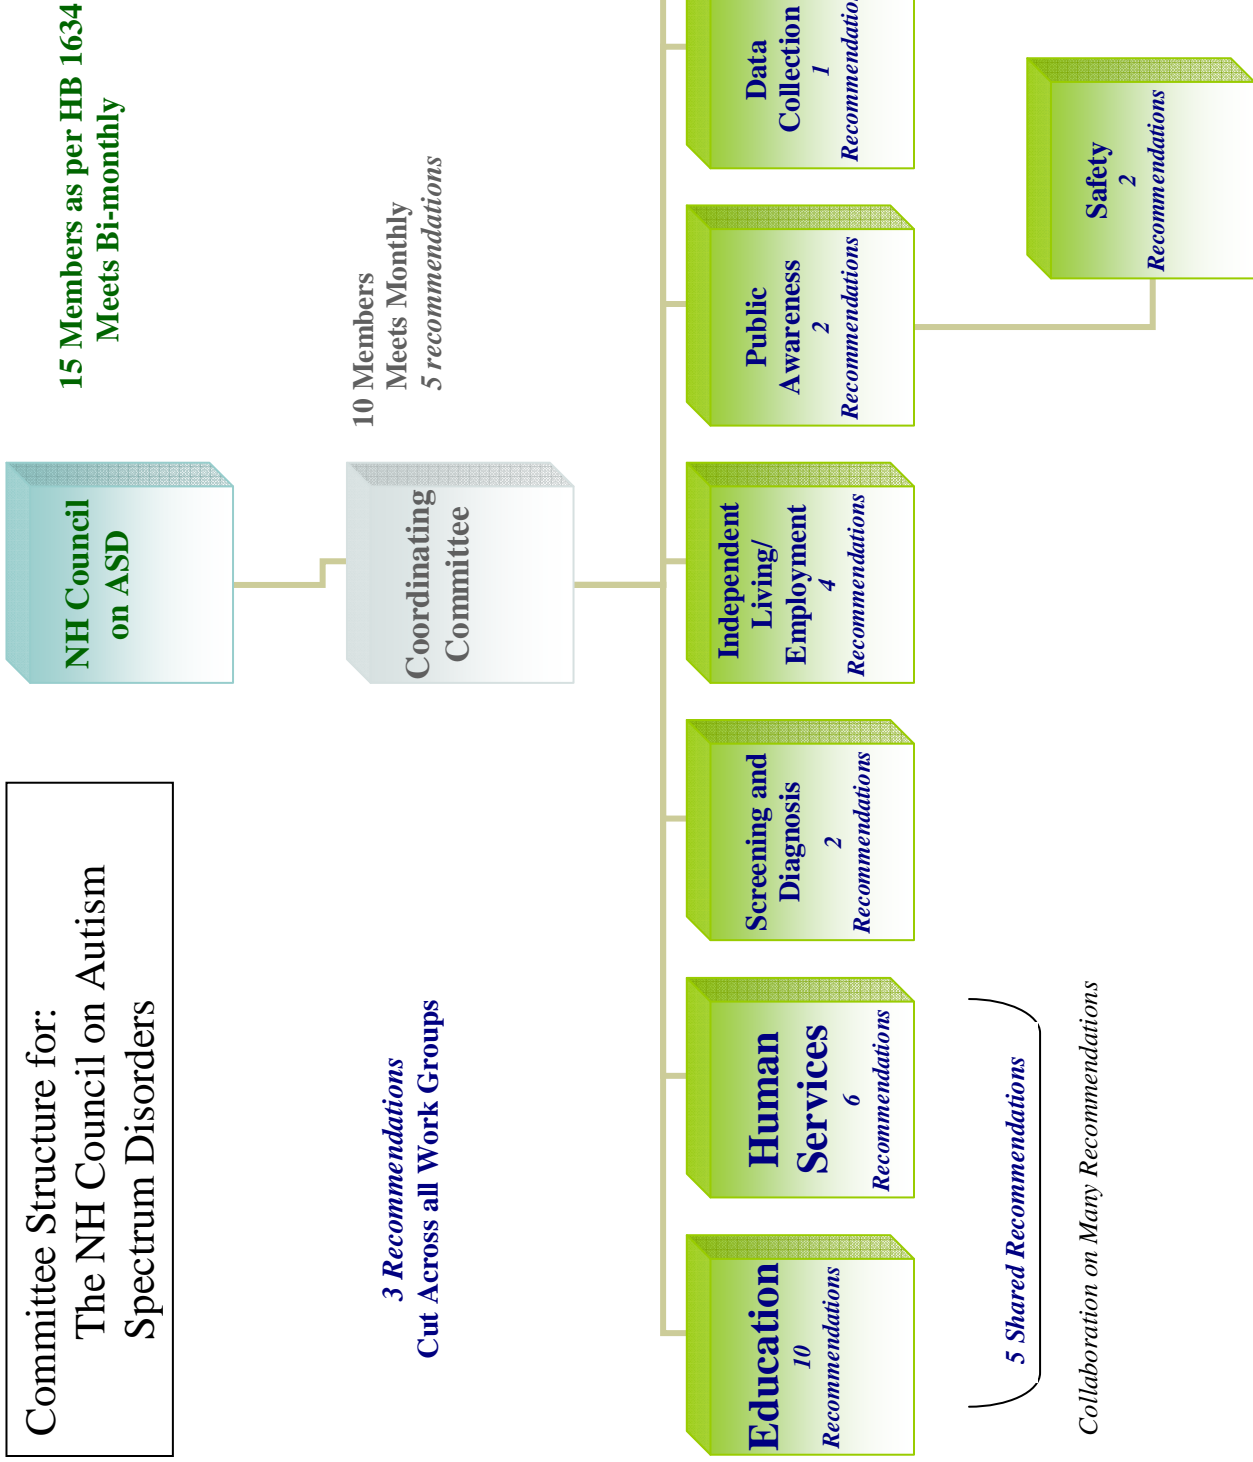 Committee Structure for:
The NH Council on Autism
Spectrum Disorders
NH Council
on ASD
15 Members as per HB 1634
Meets Bi-monthly
3 Recommendations
Cut Across all Work Groups
Coordinating
Committee
10 Members
Meets Monthly
5 recommendations
Education
10
Recommendations
Human
Services
6
Recommendations
Screening and
Diagnosis
2
Recommendations
Independent
Living/
Employment
4
Recommendations
Public
Awareness
2
Recommendations
Data
Collection
1
Recommendation
5 Shared Recommendations
Collaboration on Many Recommendations
Safety
2
Recommendations